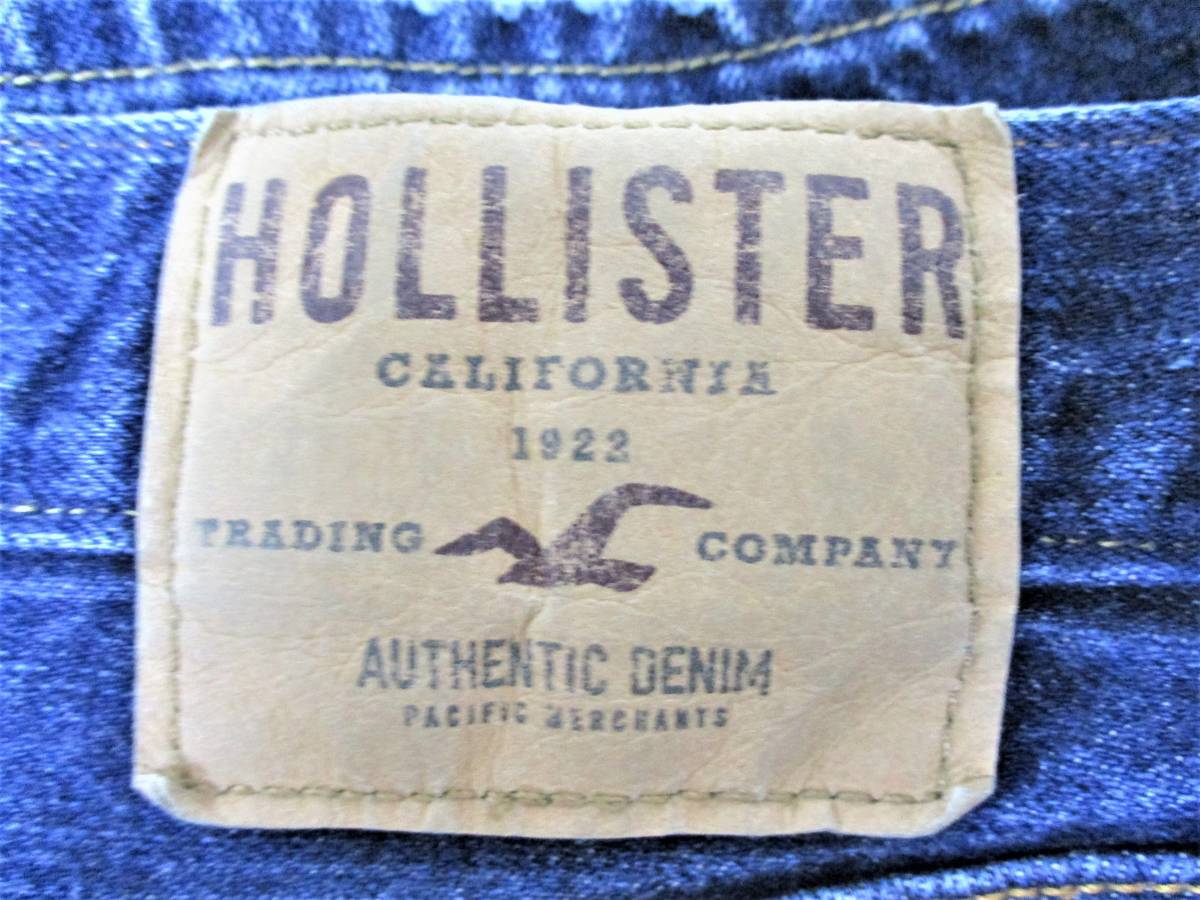 HOLLISTER
CALIFORNIA
1922
TRADING COMPANY
AUTHENTIC DENIM
PACIFIC MERCHANTS